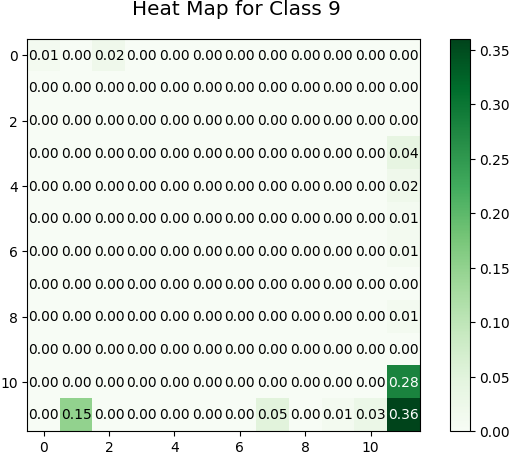 Heat Map for Class 9
0 0.01 0.00 0.02 0.00 0.00 0.00 0.00 0.00 0.00 0.00 0.00 0.00
0.00 0.00 0.00 0.00 0.00 0.00 0.00 0.00 0.00 0.00 0.00 0.00
2 0.00 0.00 0.00 0.00 0.00 0.00 0.00 0.00 0.00 0.00 0.00 0.00
0.00 0.00 0.00 0.00 0.00 0.00 0.00 0.00 0.00 0.00 0.00 0.04
4 0.00 0.00 0.00 0.00 0.00 0.00 0.00 0.00 0.00 0.00 0.00 0.02
0.00 0.00 0.00 0.00 0.00 0.00 0.00 0.00 0.00 0.00 0.00 0.01
6 0.00 0.00 0.00 0.00 0.00 0.00 0.00 0.00 0.00 0.00 0.00 0.01
0.00 0.00 0.00 0.00 0.00 0.00 0.00 0.00 0.00 0.00 0.00 0.00
8 0.00 0.00 0.00 0.00 0.00 0.00 0.00 0.00 0.00 0.00 0.00 0.01
0.00 0.00 0.00 0.00 0.00 0.00 0.00 0.00 0.00 0.00 0.00 0.00
10 0.00 0.00 0.00 0.00 0.00 0.00 0.00 0.00 0.00 0.00 0.00 0.28
0.00 0.15 0.00 0.00 0.00 0.00 0.00 0.05 0.00 0.01 0.03 0.36
0 2 4 6 8 10
0.35
0.30
0.25
0.20
0.15
0.10
0.05
0.00